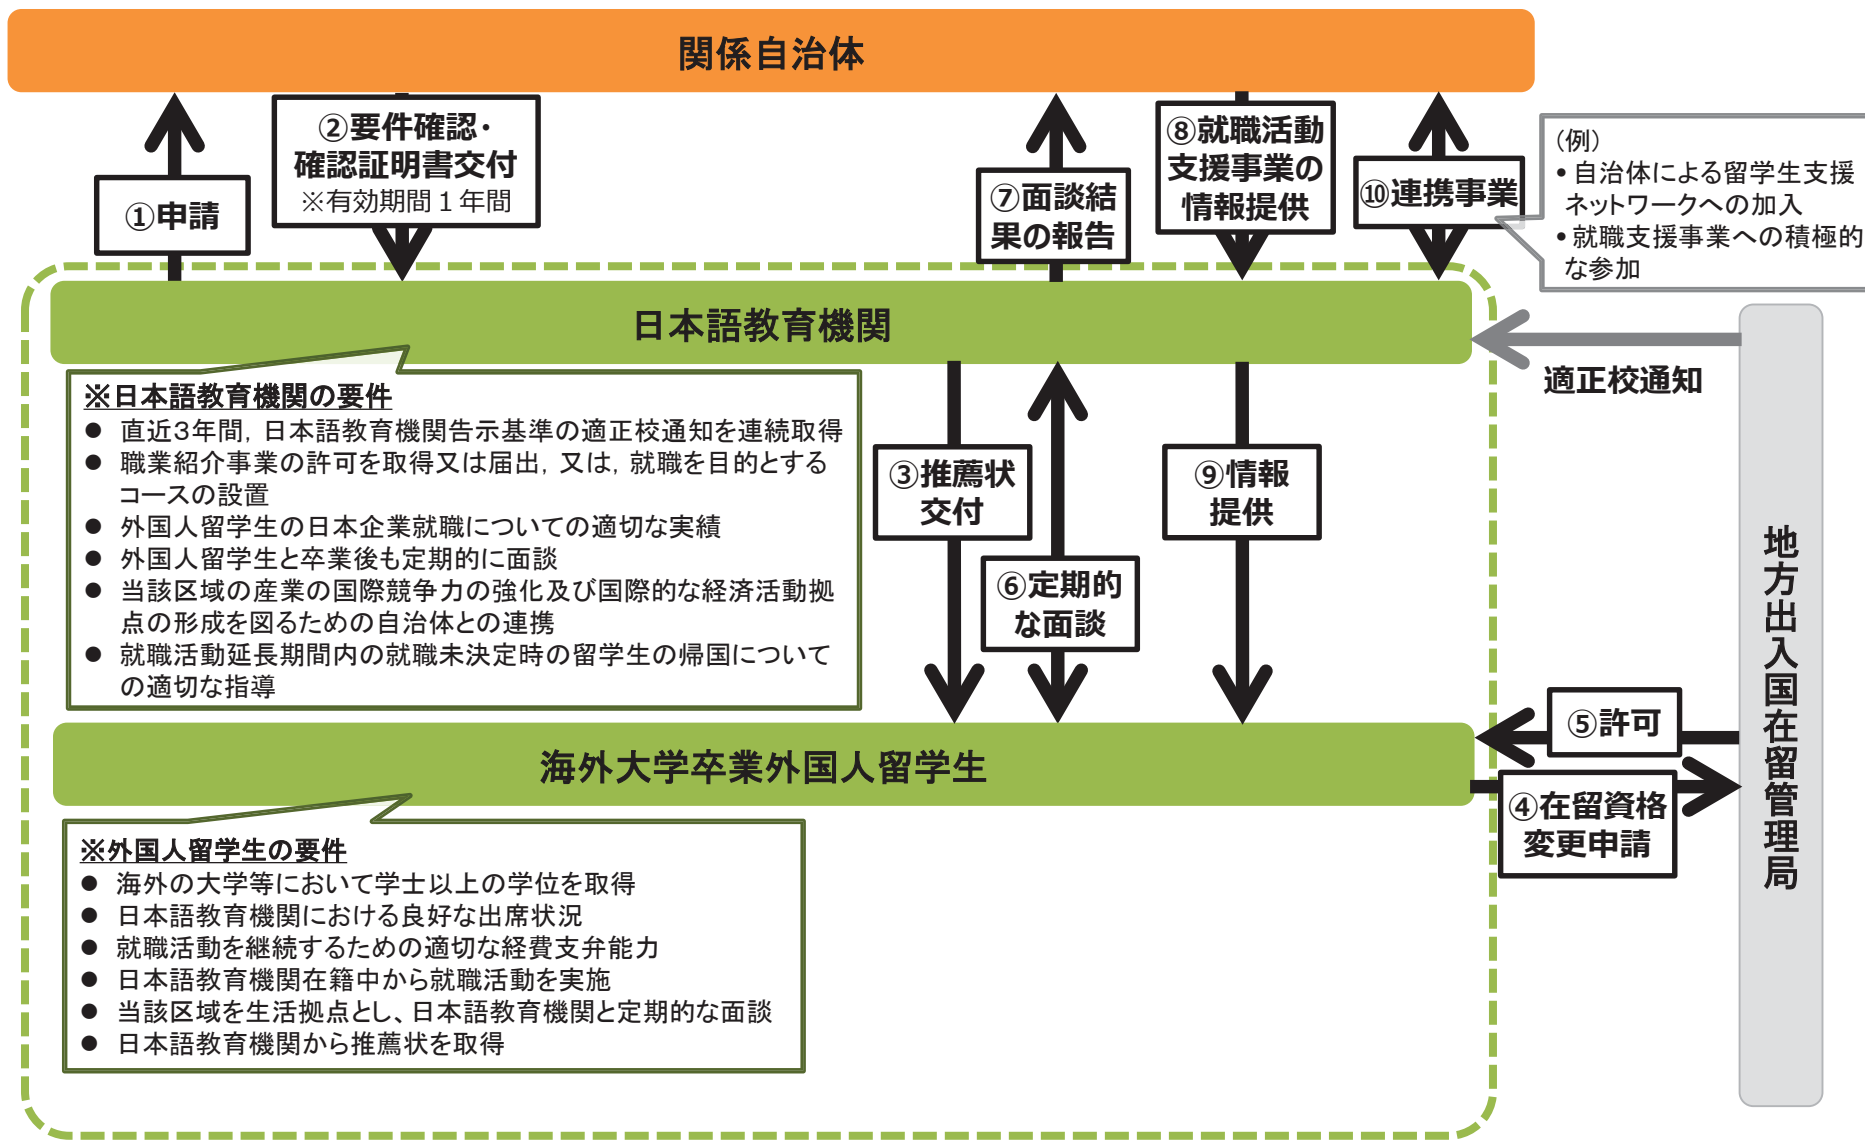 関係自治体
①申請
②要件確認・
確認証明書交付
※有効期間１年間
⑦面談結
果の報告
⑧就職活動
支援事業の
情報提供
⑩連携事業
(例)
• 自治体による留学生支援
ネットワークへの加入
• 就職支援事業への積極的
な参加
日本語教育機関
適正校通知
※日本語教育機関の要件
● 直近3年間，日本語教育機関告示基準の適正校通知を連続取得
● 職業紹介事業の許可を取得又は届出，又は，就職を目的とする
コースの設置
● 外国人留学生の日本企業就職についての適切な実績
● 外国人留学生と卒業後も定期的に面談
● 当該区域の産業の国際競争力の強化及び国際的な経済活動拠
点の形成を図るための自治体との連携
● 就職活動延長期間内の就職未決定時の留学生の帰国について
の適切な指導
③推薦状
交付
⑥定期的
な面談
⑨情報
提供
地方出入国在留管理局
⑤許可
④在留資格
変更申請
海外大学卒業外国人留学生
※外国人留学生の要件
● 海外の大学等において学士以上の学位を取得
● 日本語教育機関における良好な出席状況
● 就職活動を継続するための適切な経費支弁能力
● 日本語教育機関在籍中から就職活動を実施
● 当該区域を生活拠点とし、日本語教育機関と定期的な面談
● 日本語教育機関から推薦状を取得